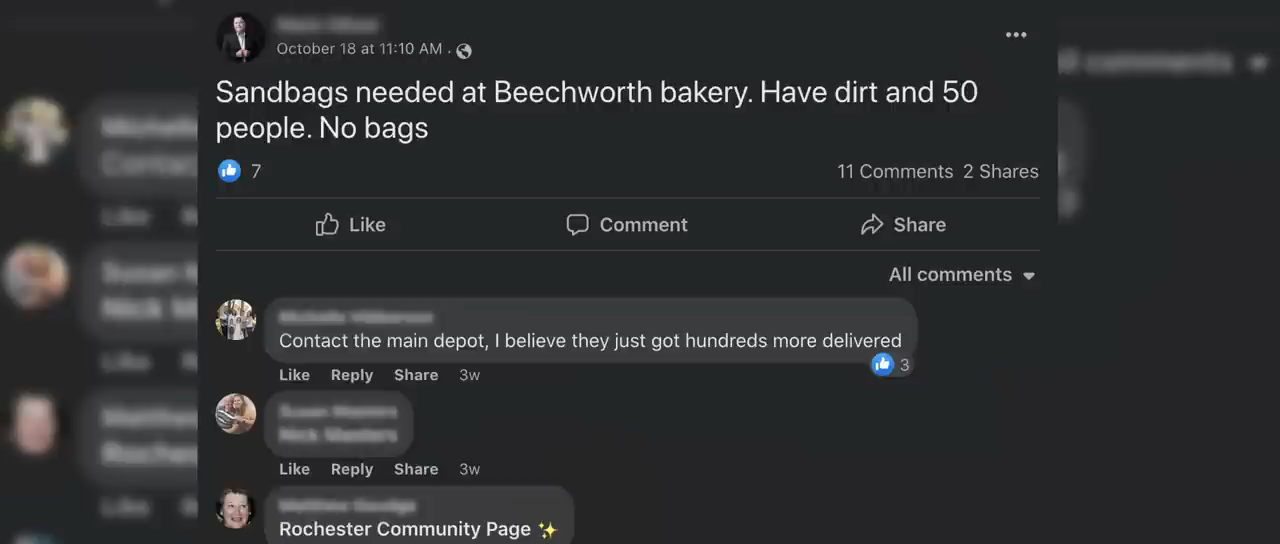 October 18 at 11:10 AM .
Sandbags needed at Beechworth bakery. Have dirt and 50
people. No bags
7
11 Comments 2 Shares
Like Comment Share
All comments
Contact the main depot, I believe they just got hundreds more delivered
3
Like Reply Share 3w
Like Reply Share 3w
Rochester Community Page ✨